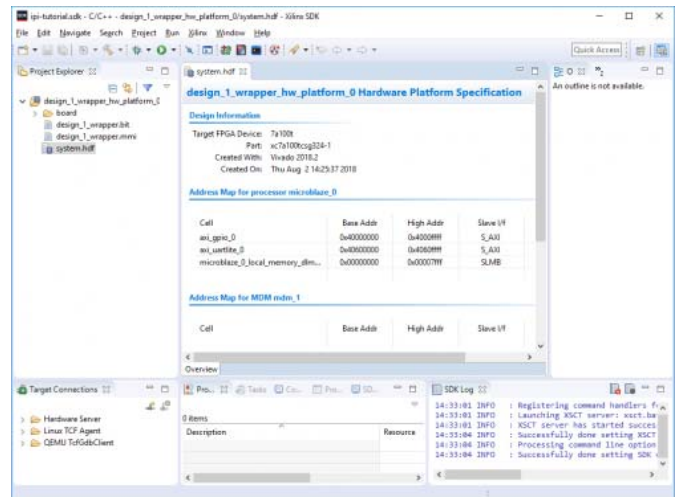 ipi-tutorial.sdk - C/C++ - design_1_wrapper_hw_platform_0/system.hdf - Xilinx SDK
File Edit Navigate Search Project Run Xilinx Window Help
Quick Access
Project Explorer
design_1_wrapper_hw_platform_0
board
design_1_wrapper.bit
design_1_wrapper.mmi
system.hdf
system.hdf
design_1_wrapper_hw_platform_0 Hardware Platform Specification
Design Information
Target FPGA Device: 7a100t
Part: xc7a100tcsg324-1
Created With: Vivado 2018.2
Created On: Thu Aug 2 14:25:37 2018
Address Map for processor microblaze_0
Cell Base Addr High Addr Slave I/f
axi_gpio_0 0x40000000 0x4000ffff S_AXI
axi_uartlite_0 0x40600000 0x4060ffff S_AXI
microblaze_0_local_memory_dlm... 0x00000000 0x00007fff SLMB
Address Map for MDM mdm_1
Cell Base Addr High Addr Slave I/f
Overview
O
An outline is not available.
Target Connections
Hardware Server
Linux TCF Agent
QEMU TcfGdbClient
Pro... Tasks Co... Pro... SD...
0 items
Description Resource
SDK Log
14:33:01 INFO : Registering command handlers
14:33:01 INFO : Launching XSCT server: xsct.ba
14:33:01 INFO : XSCT server has started succes
14:33:04 INFO : Successfully done setting XSCT
14:33:04 INFO : Processing command line option
14:33:04 INFO : Successfully done setting SDK